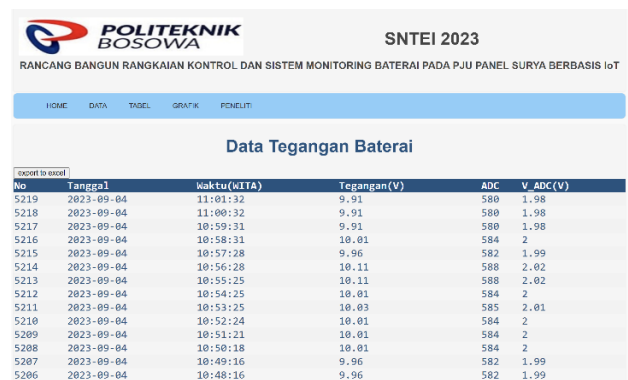 POLITEKNIK
BOSOWA
SNTEI 2023
RANCANG BANGUN RANGKAIAN KONTROL DAN SISTEM MONITORING BATERAI PADA PJU PANEL SURYA BERBASIS IoT
HOME DATA TABEL GRAFIK PENELITI
Data Tegangan Baterai
export to excel
No Tanggal Waktu(WITA) Tegangan(V) ADC V_ADC(V)
5219 2023-09-04 11:01:32 9.91 580 1.98
5218 2023-09-04 11:00:32 9.91 580 1.98
5217 2023-09-04 10:59:31 9.91 580 1.98
5216 2023-09-04 10:58:31 10.01 584 2
5215 2023-09-04 10:57:28 9.96 582 1.99
5214 2023-09-04 10:56:28 10.11 588 2.02
5213 2023-09-04 10:55:25 10.11 588 2.02
5212 2023-09-04 10:54:25 10.01 584 2
5211 2023-09-04 10:53:25 10.03 585 2.01
5210 2023-09-04 10:52:24 10.01 584 2
5209 2023-09-04 10:51:21 10.01 584 2
5208 2023-09-04 10:50:18 10.01 584 2
5207 2023-09-04 10:49:16 9.96 582 1.99
5206 2023-09-04 10:48:16 9.96 582 1.99